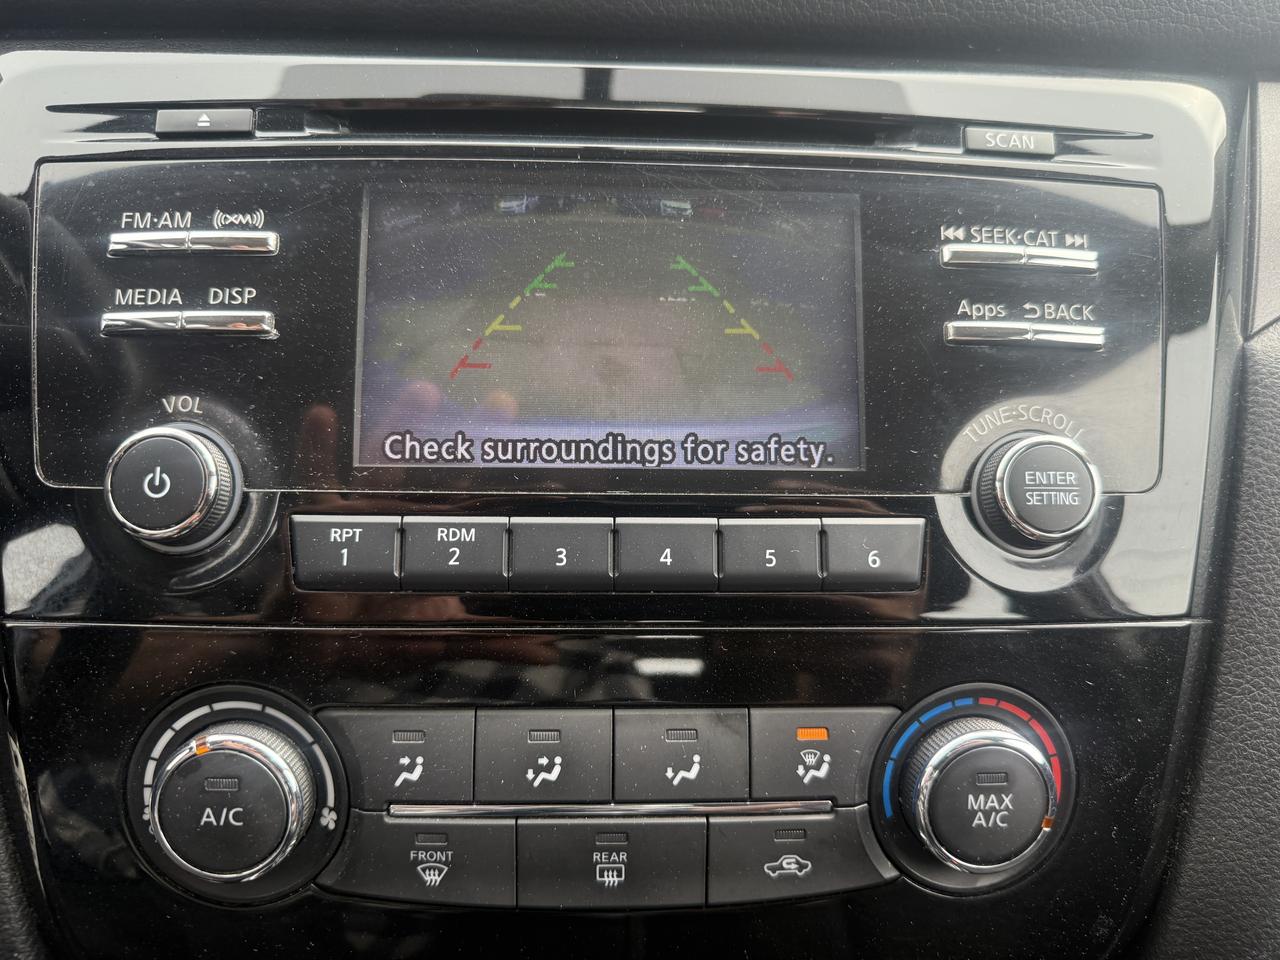 SCAN
FM·AM XM
SEEK·CAT
MEDIA DISP
Apps BACK
VOL
TUNE·SCROLL
Check surroundings for safety.
ENTER
SETTING
RPT
1
RDM
2
3
4
5
6
A/C
MAX
A/C
FRONT
REAR